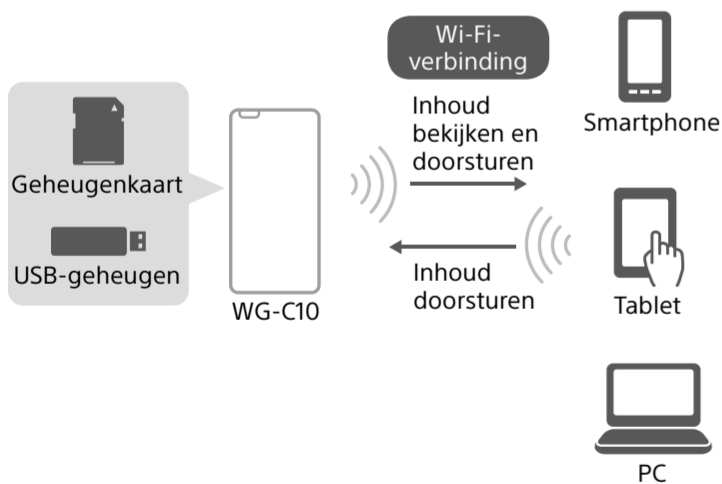 Geheugenkaart
USB-geheugen
WG-C10
Wi-Fi-
verbinding
Inhoud
bekijken en
doorsturen
Inhoud
doorsturen
Smartphone
Tablet
PC